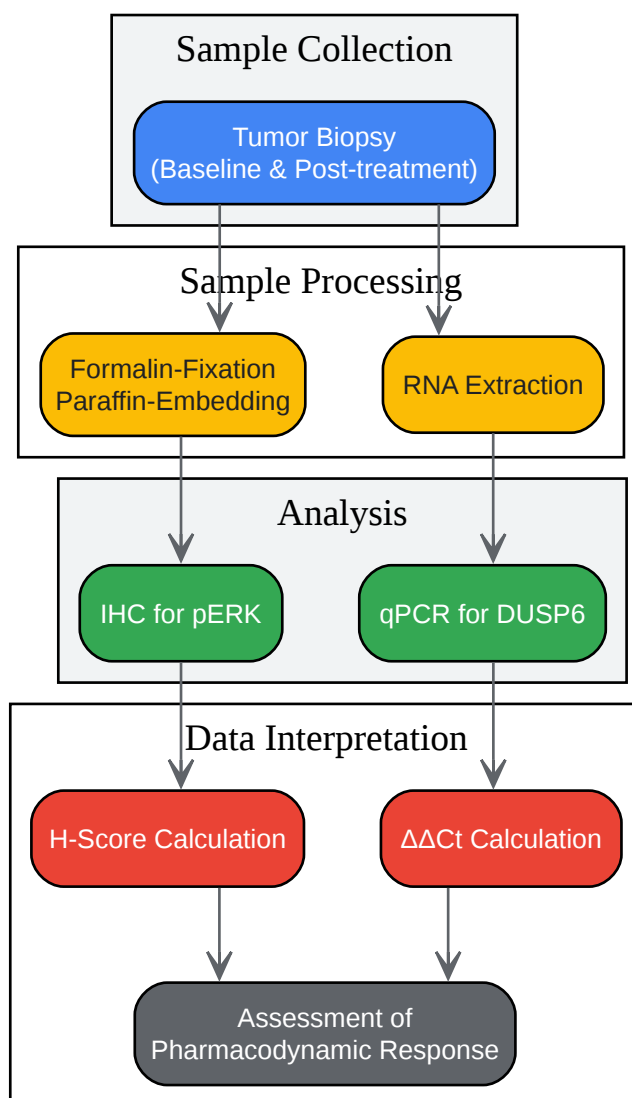 Sample Collection
Tumor Biopsy
(Baseline & Post-treatment)
Sample Processing
Formalin-Fixation
Paraffin-Embedding
RNA Extraction
Analysis
IHC for pERK
qPCR for DUSP6
Data Interpretation
H-Score Calculation
ΔΔCt Calculation
Assessment of
Pharmacodynamic Response